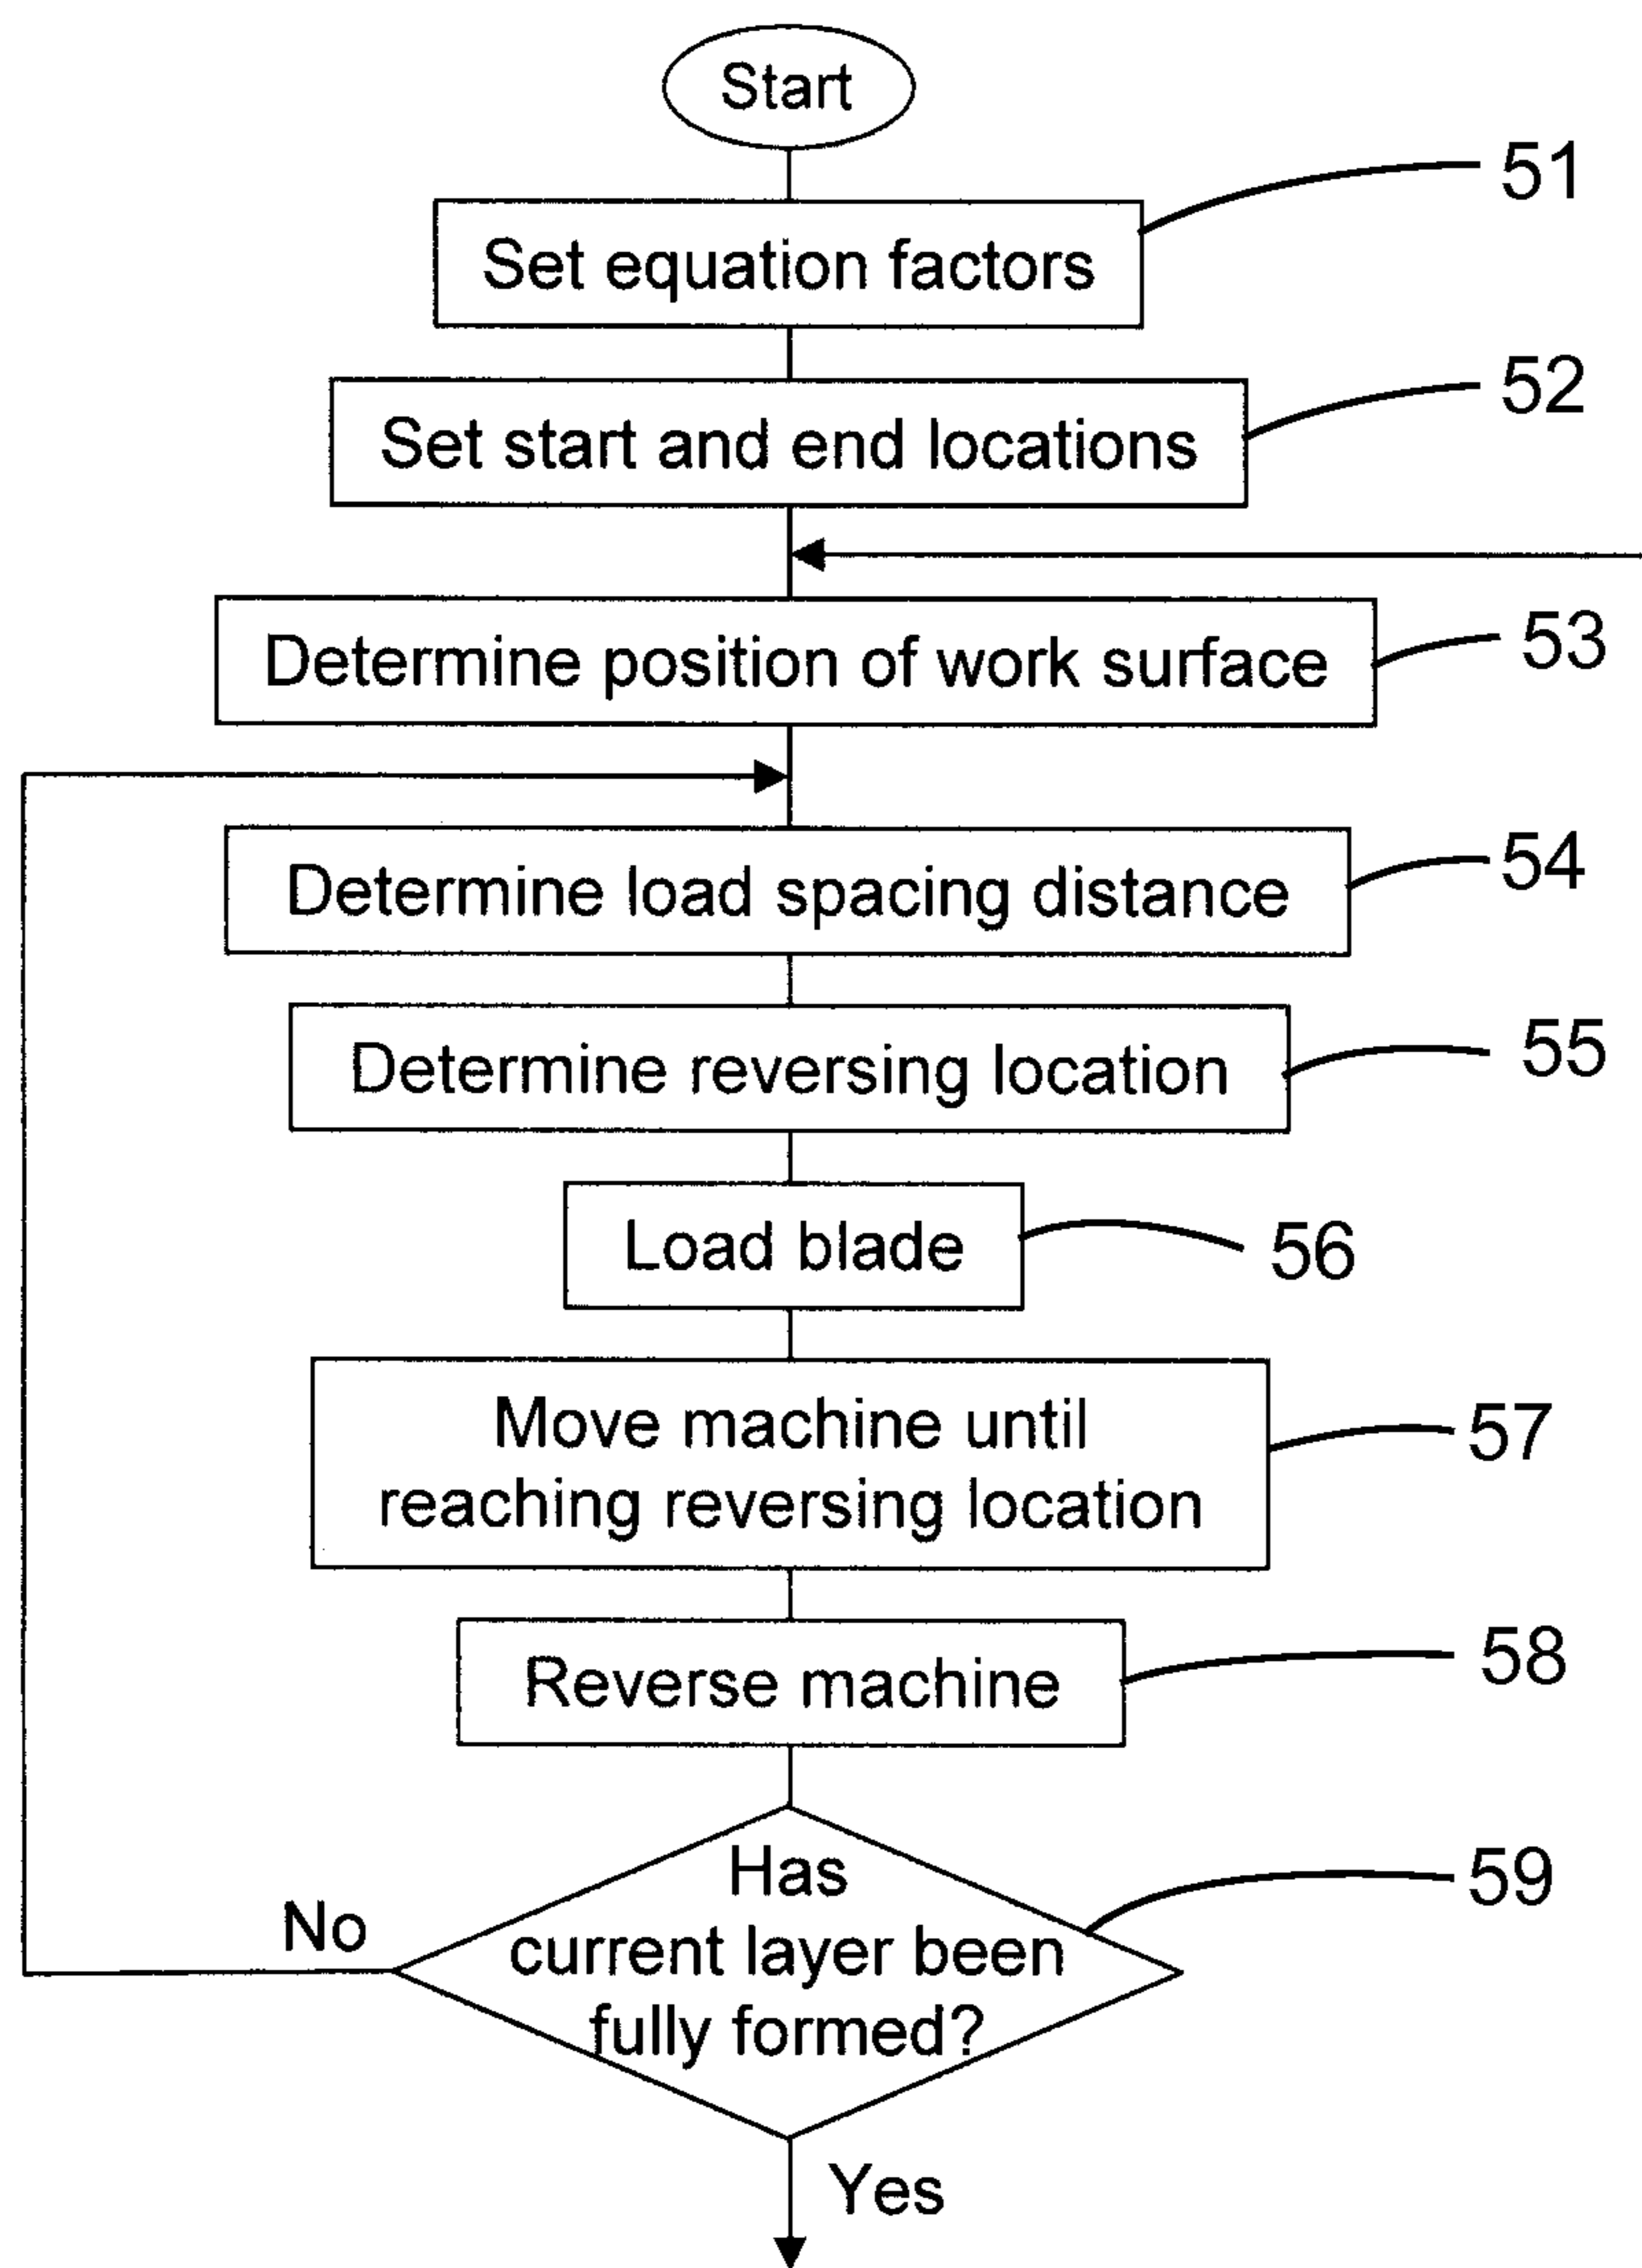 Start
51
Set equation factors
52
Set start and end locations
53
Determine position of work surface
54
Determine load spacing distance
55
Determine reversing location
Load blade
56
Move machine until
reaching reversing location
57
Reverse machine
58
Has
current layer been
fully formed?
59
No
Yes